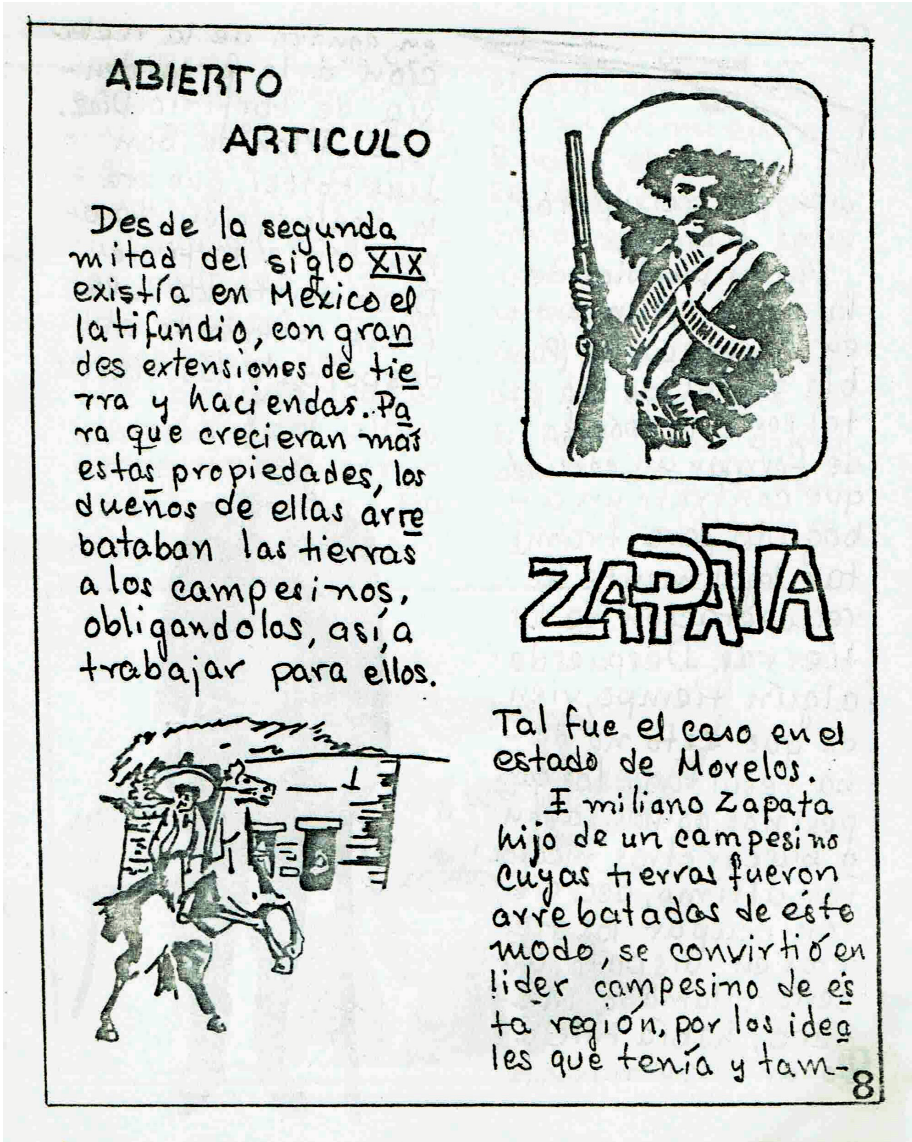 ABIERTO
ARTICULO
Desde la segunda
mitad del siglo XIX
existía en Mexico el
latifundio, con gran
des extensiones de tie
rra y haciendas. Pa
ra que crecieran más
estas propiedades, los
dueños de ellas arre
bataban las tierras
a los campesinos,
obligandolos, así, a
trabajar para ellos.
ZAPATA
Tal fue el caso en el
estado de Morelos.
Emiliano Zapata
hijo de un campesino
cuyas tierras fueron
arrebatadas de este
modo, se convirtió en
lider campesino de es
ta región, por los idea
les que tenía y tam-
8